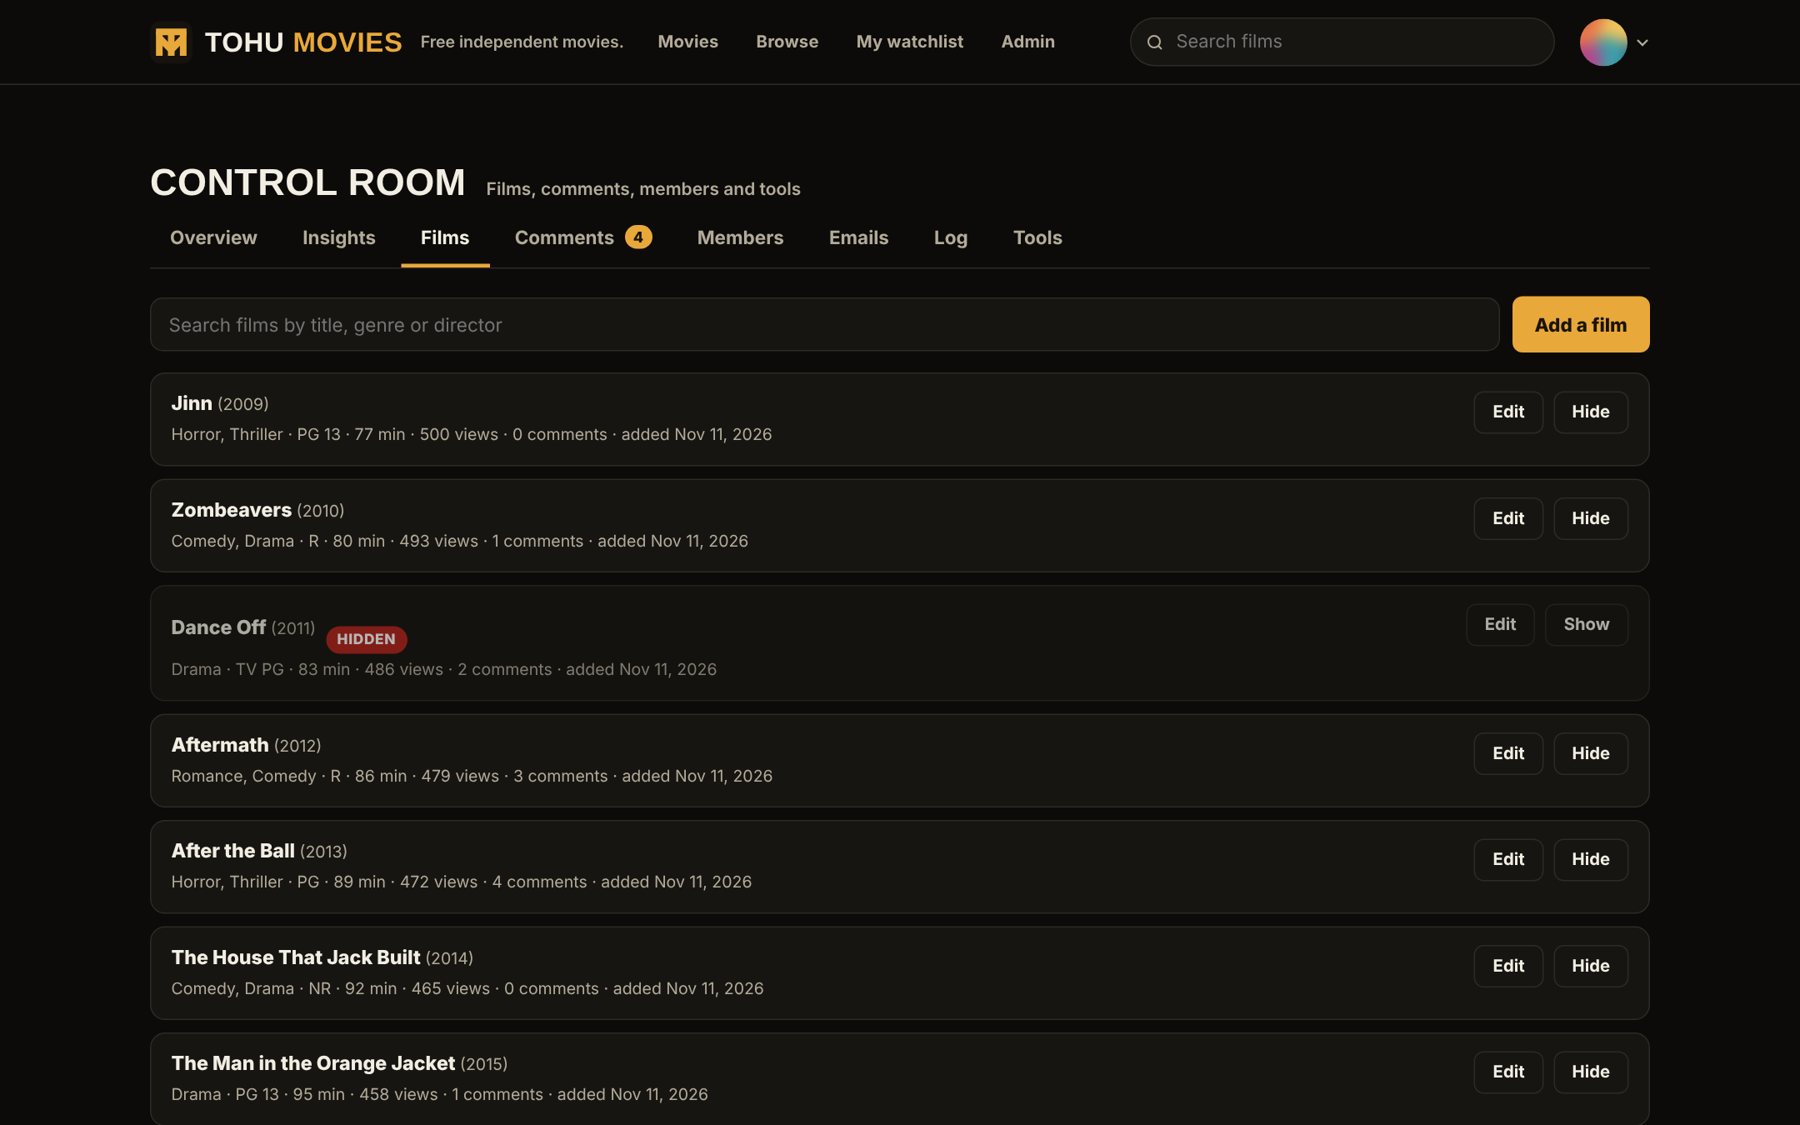 TOHU MOVIES Free independent movies. Movies Browse My watchlist Admin Search films
CONTROL ROOM Films, comments, members and tools
Overview Insights Films Comments 4 Members Emails Log Tools
Search films by title, genre or director Add a film
Jinn (2009) Edit Hide
Horror, Thriller · PG 13 · 77 min · 500 views · 0 comments · added Nov 11, 2026
Zombeavers (2010) Edit Hide
Comedy, Drama · R · 80 min · 493 views · 1 comments · added Nov 11, 2026
Dance Off (2011) HIDDEN Edit Show
Drama · TV PG · 83 min · 486 views · 2 comments · added Nov 11, 2026
Aftermath (2012) Edit Hide
Romance, Comedy · R · 86 min · 479 views · 3 comments · added Nov 11, 2026
After the Ball (2013) Edit Hide
Horror, Thriller · PG · 89 min · 472 views · 4 comments · added Nov 11, 2026
The House That Jack Built (2014) Edit Hide
Comedy, Drama · NR · 92 min · 465 views · 0 comments · added Nov 11, 2026
The Man in the Orange Jacket (2015) Edit Hide
Drama · PG 13 · 95 min · 458 views · 1 comments · added Nov 11, 2026